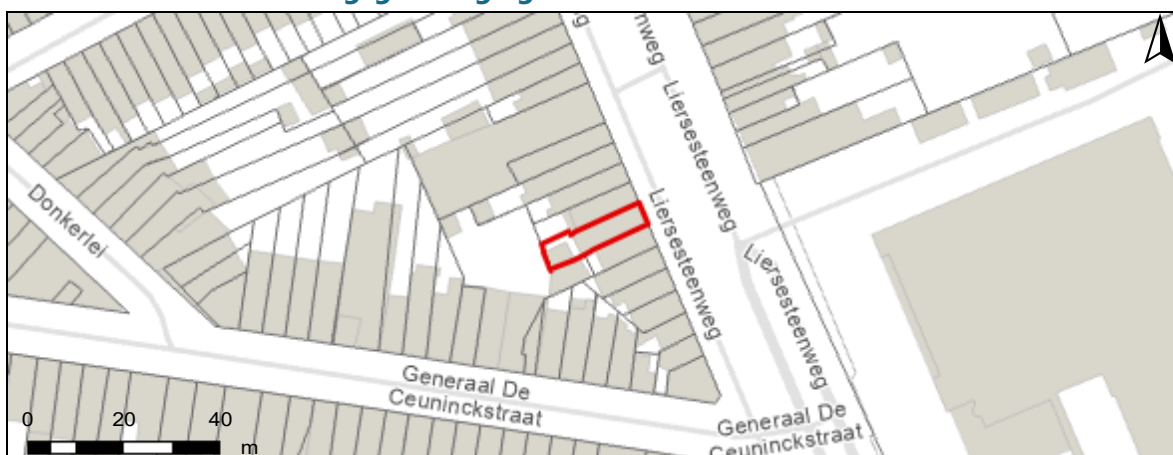 Liersesteenweg
Liersesteenweg
Liersesteenweg
Donkerlei
Generaal De
Ceuninckstraat
Generaal De
Ceuninckstraat
0 20 40
m